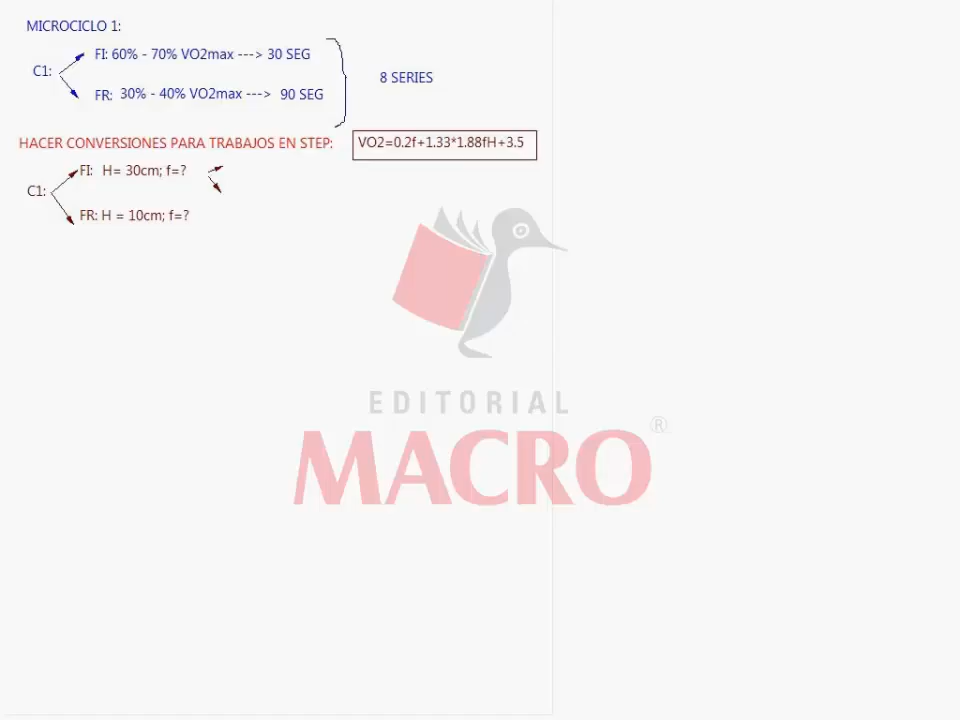 MICROCICLO 1:
C1:
FI: 60% - 70% VO2max ---> 30 SEG
FR: 30% - 40% VO2max ---> 90 SEG
8 SERIES
HACER CONVERSIONES PARA TRABAJOS EN STEP:
VO2=0.2f+1.33*1.88fH+3.5
C1:
FI: H= 30cm; f=?
FR: H = 10cm; f=?
EDITORIAL
MACRO®